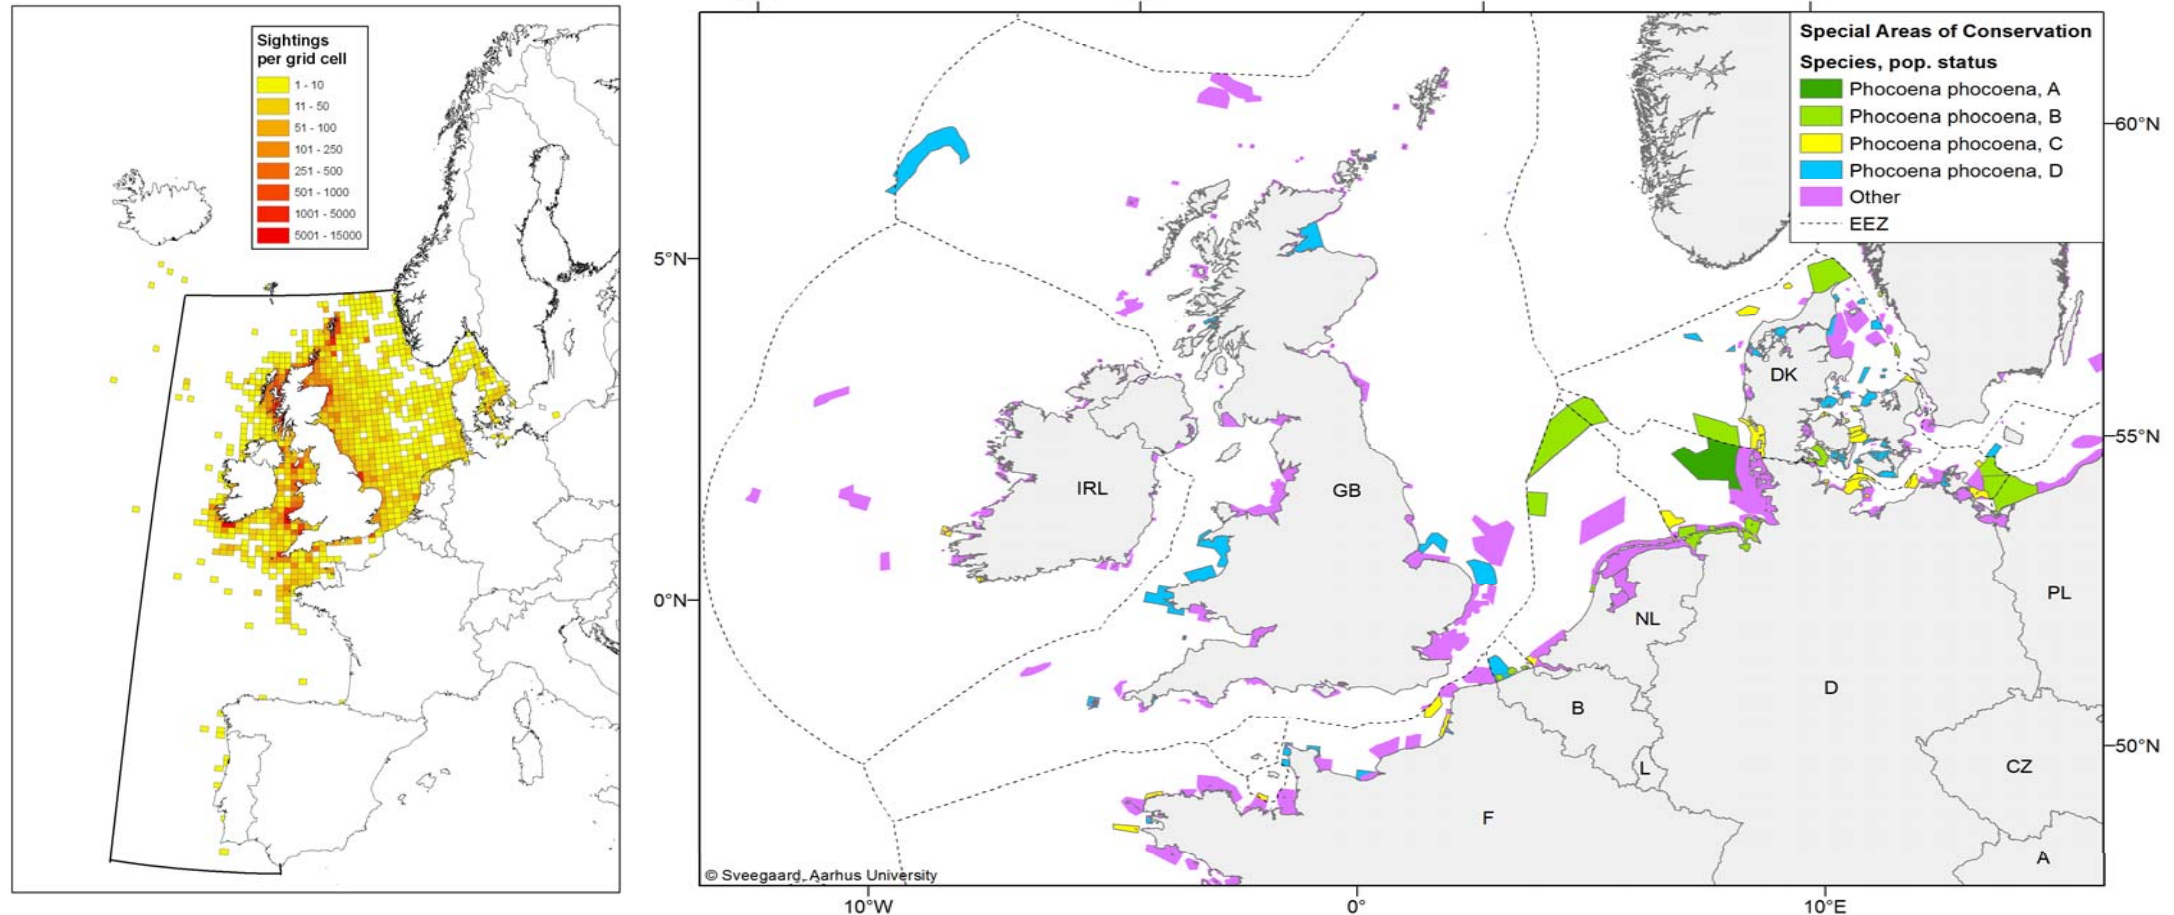 Sightings
per grid cell
1 - 10
11 - 50
51 - 100
101 - 250
251 - 500
501 - 1000
1001 - 5000
5001 - 15000
Special Areas of Conservation
Species, pop. status
Phocoena phocoena, A
Phocoena phocoena, B
Phocoena phocoena, C
Phocoena phocoena, D
Other
EEZ
60°N
5°N
55°N
DK
IRL
GB
0°N
PL
NL
D
B
50°N
L
CZ
F
A
© Sveegaard, Aarhus University
10°W
0°
10°E